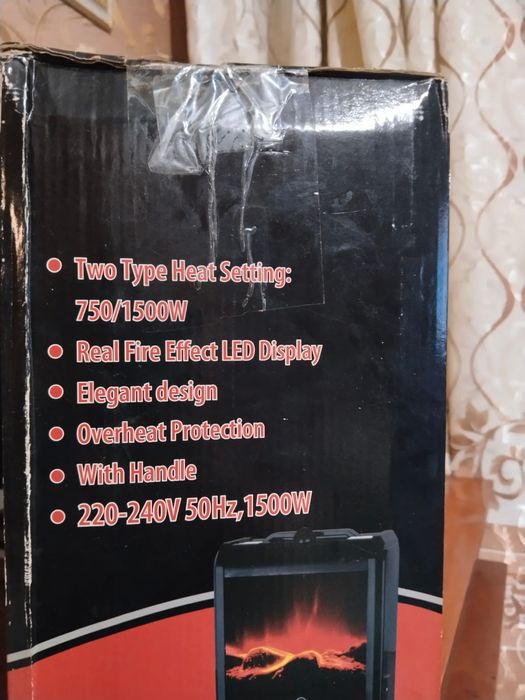 • Two Type Heat Setting:
750/1500W
• Real Fire Effect LED Display
• Elegant design
• Overheat Protection
• With Handle
• 220-240V 50Hz,1500W